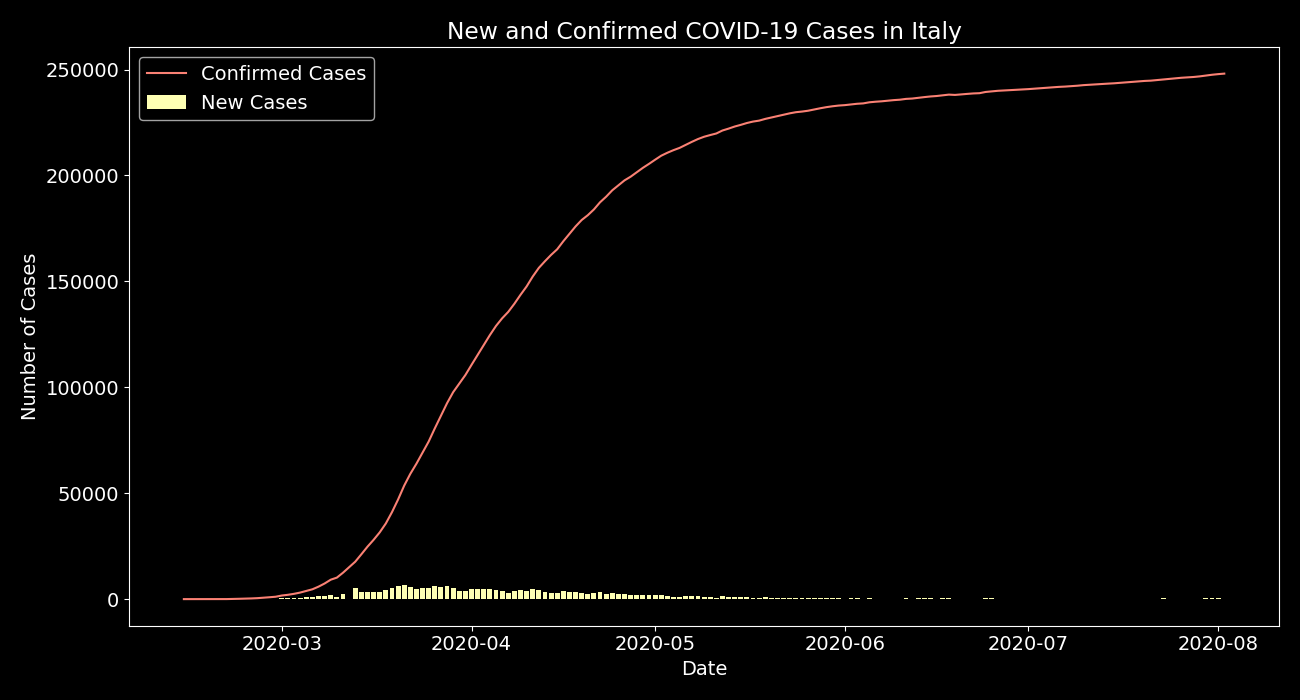 New and Confirmed COVID-19 Cases in Italy
Confirmed Cases
New Cases
Number of Cases
250000
200000
150000
100000
50000
0
2020-03
2020-04
2020-05
2020-06
2020-07
2020-08
Date